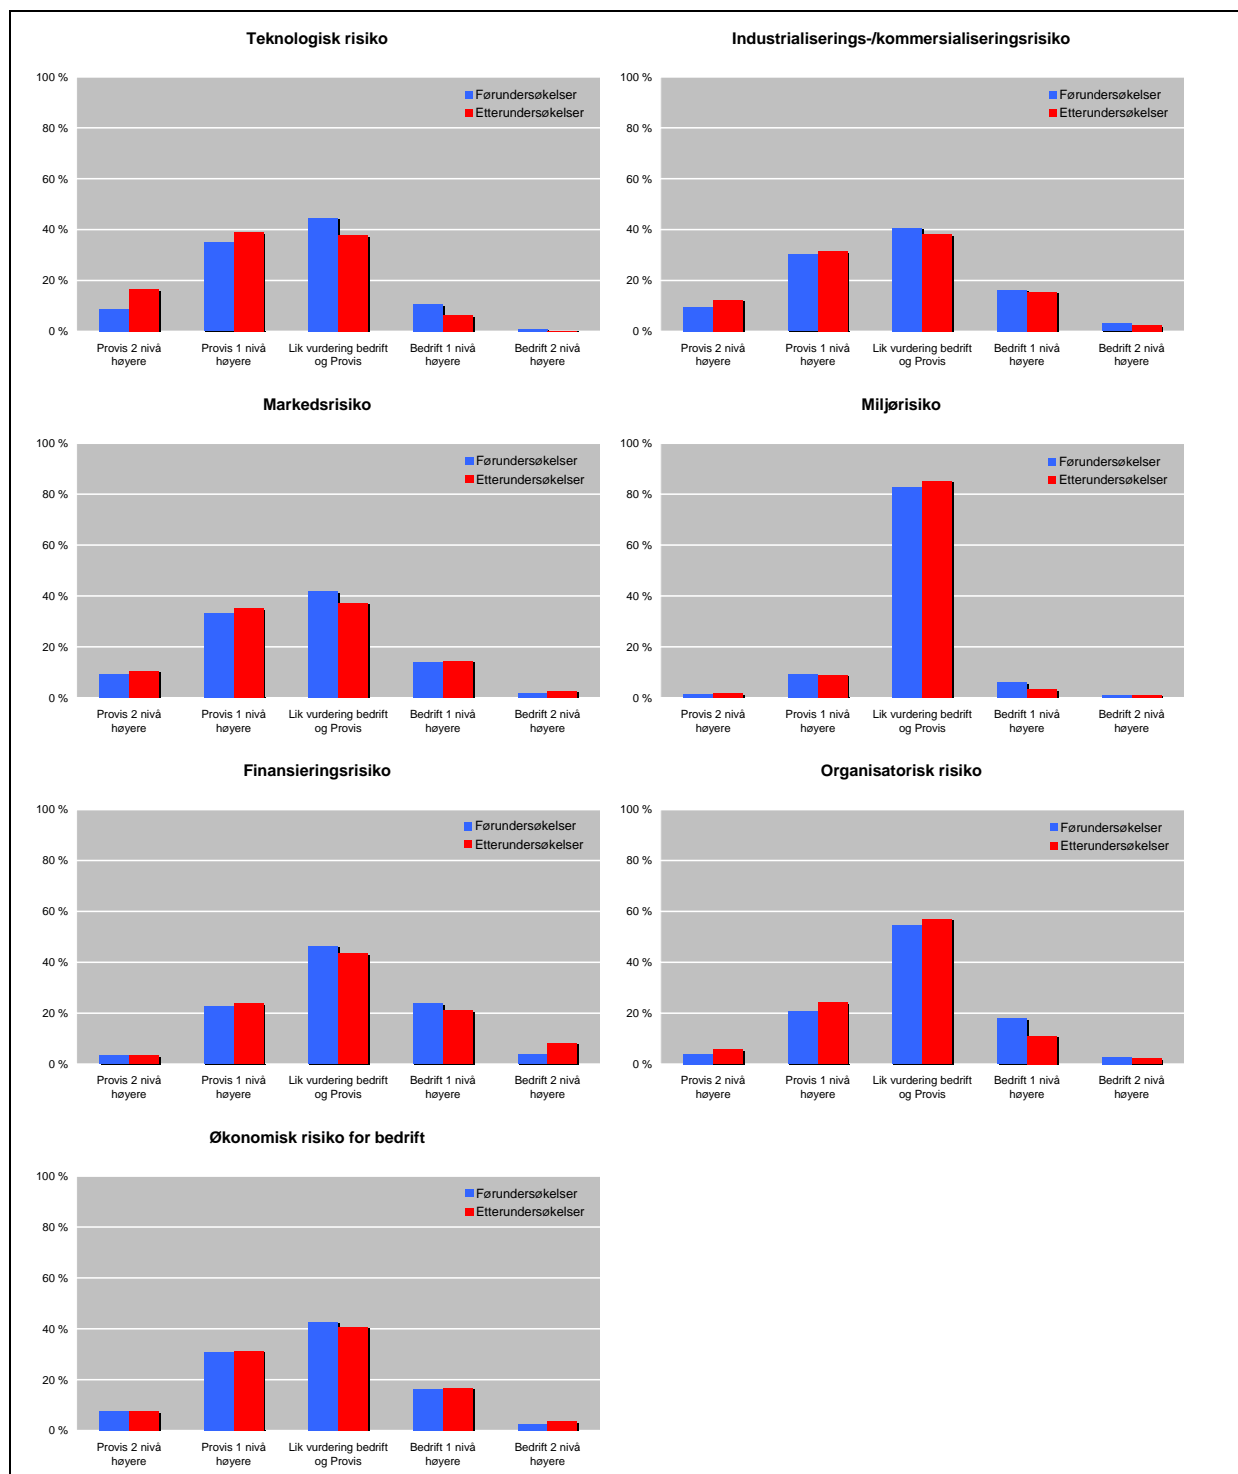 Teknologisk risiko
100 %
80 %
60 %
40 %
20 %
0 %
Førundersøkelser
Etterundersøkelser
Provis 2 nivå høyere
Provis 1 nivå høyere
Lik vurdering bedrift og Provis
Bedrift 1 nivå høyere
Bedrift 2 nivå høyere
Industrialiserings-/kommersialiseringsrisiko
100 %
80 %
60 %
40 %
20 %
0 %
Førundersøkelser
Etterundersøkelser
Provis 2 nivå høyere
Provis 1 nivå høyere
Lik vurdering bedrift og Provis
Bedrift 1 nivå høyere
Bedrift 2 nivå høyere
Markedsrisiko
100 %
80 %
60 %
40 %
20 %
0 %
Førundersøkelser
Etterundersøkelser
Provis 2 nivå høyere
Provis 1 nivå høyere
Lik vurdering bedrift og Provis
Bedrift 1 nivå høyere
Bedrift 2 nivå høyere
Miljørisiko
100 %
80 %
60 %
40 %
20 %
0 %
Førundersøkelser
Etterundersøkelser
Provis 2 nivå høyere
Provis 1 nivå høyere
Lik vurdering bedrift og Provis
Bedrift 1 nivå høyere
Bedrift 2 nivå høyere
Finansieringsrisiko
100 %
80 %
60 %
40 %
20 %
0 %
Førundersøkelser
Etterundersøkelser
Provis 2 nivå høyere
Provis 1 nivå høyere
Lik vurdering bedrift og Provis
Bedrift 1 nivå høyere
Bedrift 2 nivå høyere
Organisatorisk risiko
100 %
80 %
60 %
40 %
20 %
0 %
Førundersøkelser
Etterundersøkelser
Provis 2 nivå høyere
Provis 1 nivå høyere
Lik vurdering bedrift og Provis
Bedrift 1 nivå høyere
Bedrift 2 nivå høyere
Økonomisk risiko for bedrift
100 %
80 %
60 %
40 %
20 %
0 %
Førundersøkelser
Etterundersøkelser
Provis 2 nivå høyere
Provis 1 nivå høyere
Lik vurdering bedrift og Provis
Bedrift 1 nivå høyere
Bedrift 2 nivå høyere